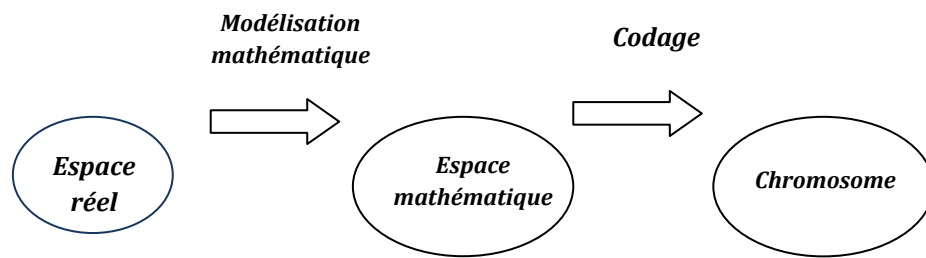 Modélisation
mathématique
Codage
Espace
réel
Espace
mathématique
Chromosome